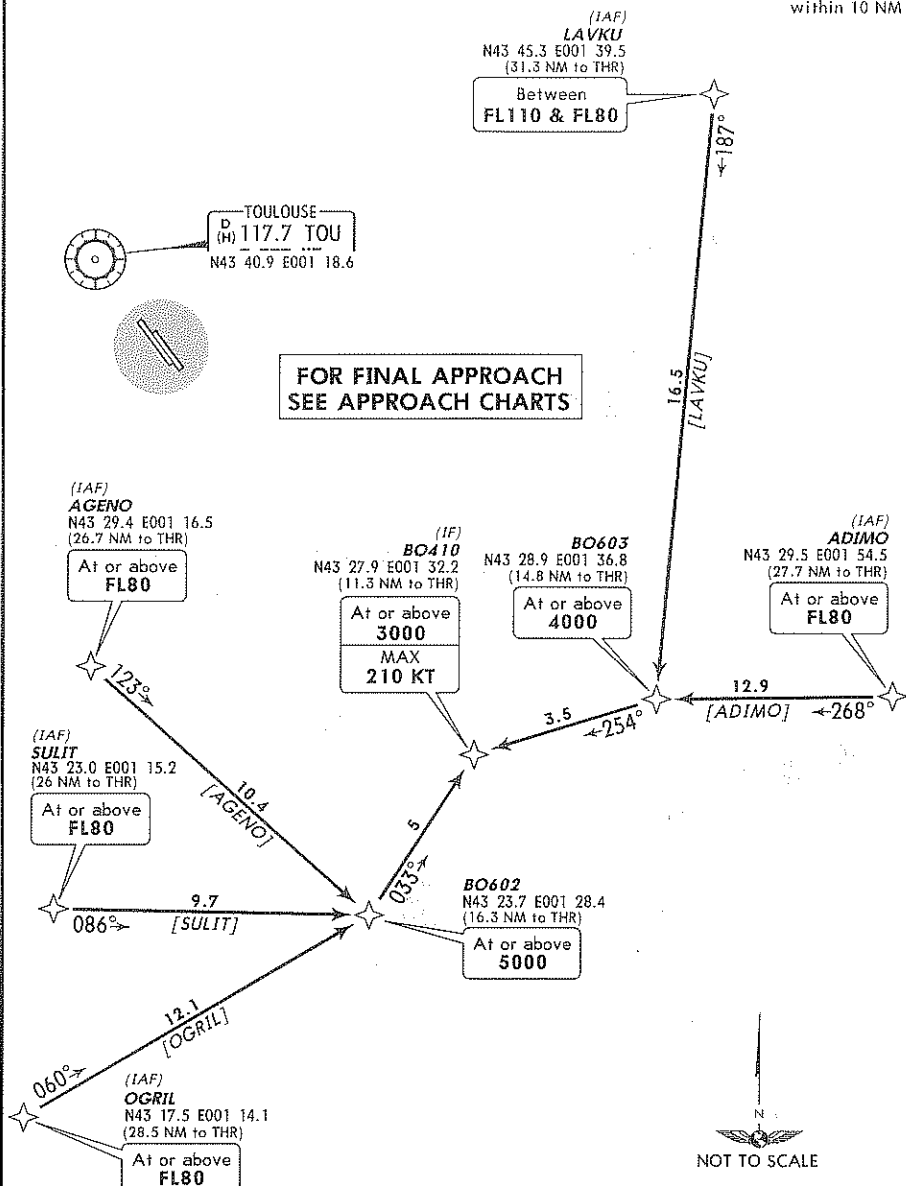 within 10 NM
(IAF)
LAVKU
N43 45.3 E001 39.5
(31.3 NM to THR)
Between
FL110 & FL80
187°
TOULOUSE
D
(H) 117.7 TOU
N43 40.9 E001 18.6
16.5
[LAVKU]
FOR FINAL APPROACH
SEE APPROACH CHARTS
(IAF)
AGENO
N43 29.4 E001 16.5
(26.7 NM to THR)
At or above
FL80
123°
10.4
[AGENO]
(IF)
BO410
N43 27.9 E001 32.2
(11.3 NM to THR)
At or above
3000
MAX
210 KT
BO603
N43 28.9 E001 36.8
(14.8 NM to THR)
At or above
4000
(IAF)
ADIMO
N43 29.5 E001 54.5
(27.7 NM to THR)
At or above
FL80
12.9
[ADIMO]
268°
3.5
254°
(IAF)
SULIT
N43 23.0 E001 15.2
(26 NM to THR)
At or above
FL80
086°
9.7
[SULIT]
5
033°
BO602
N43 23.7 E001 28.4
(16.3 NM to THR)
At or above
5000
12.1
[OGRIL]
060°
(IAF)
OGRIL
N43 17.5 E001 14.1
(28.5 NM to THR)
At or above
FL80
N
NOT TO SCALE